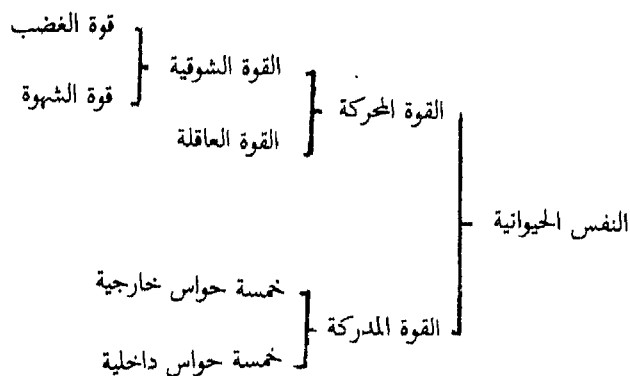 قوة الغضب
القوة الشوقية
قوة الشهوة
القوة المحركة
القوة العاقلة
النفس الحيوانية
خمسة حواس خارجية
القوة المدركة
خمسة حواس داخلية